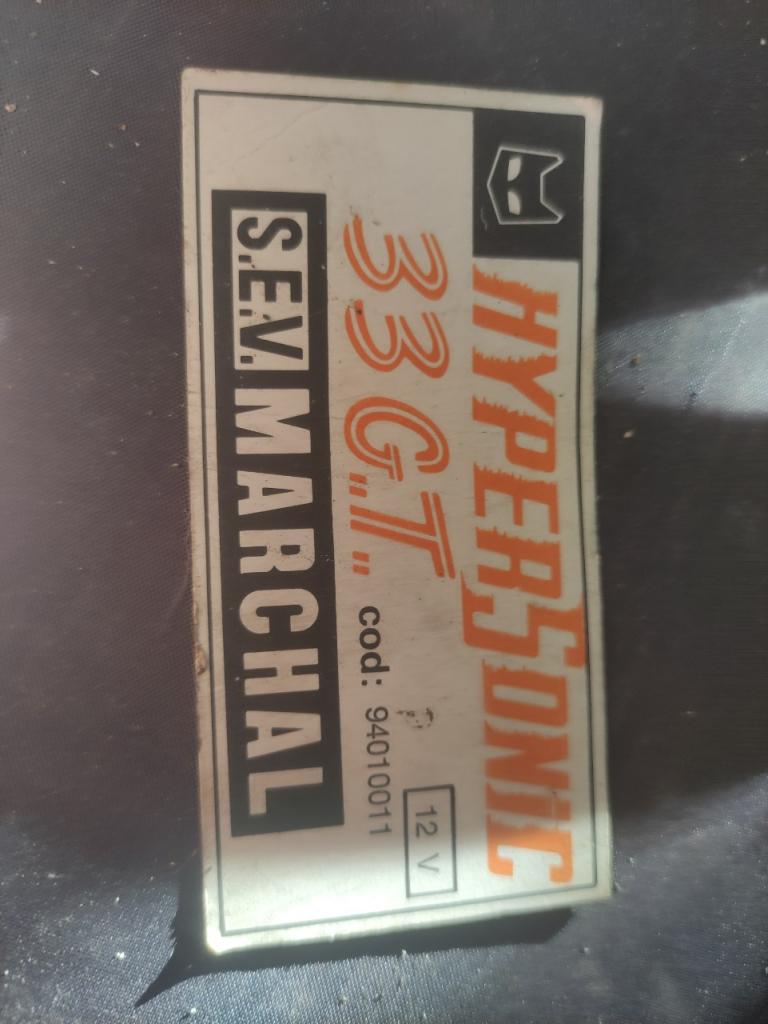 HYPERSONIC
33 G.T.
P
12 V
cod: 94010011
S.E.V. MARCHAL